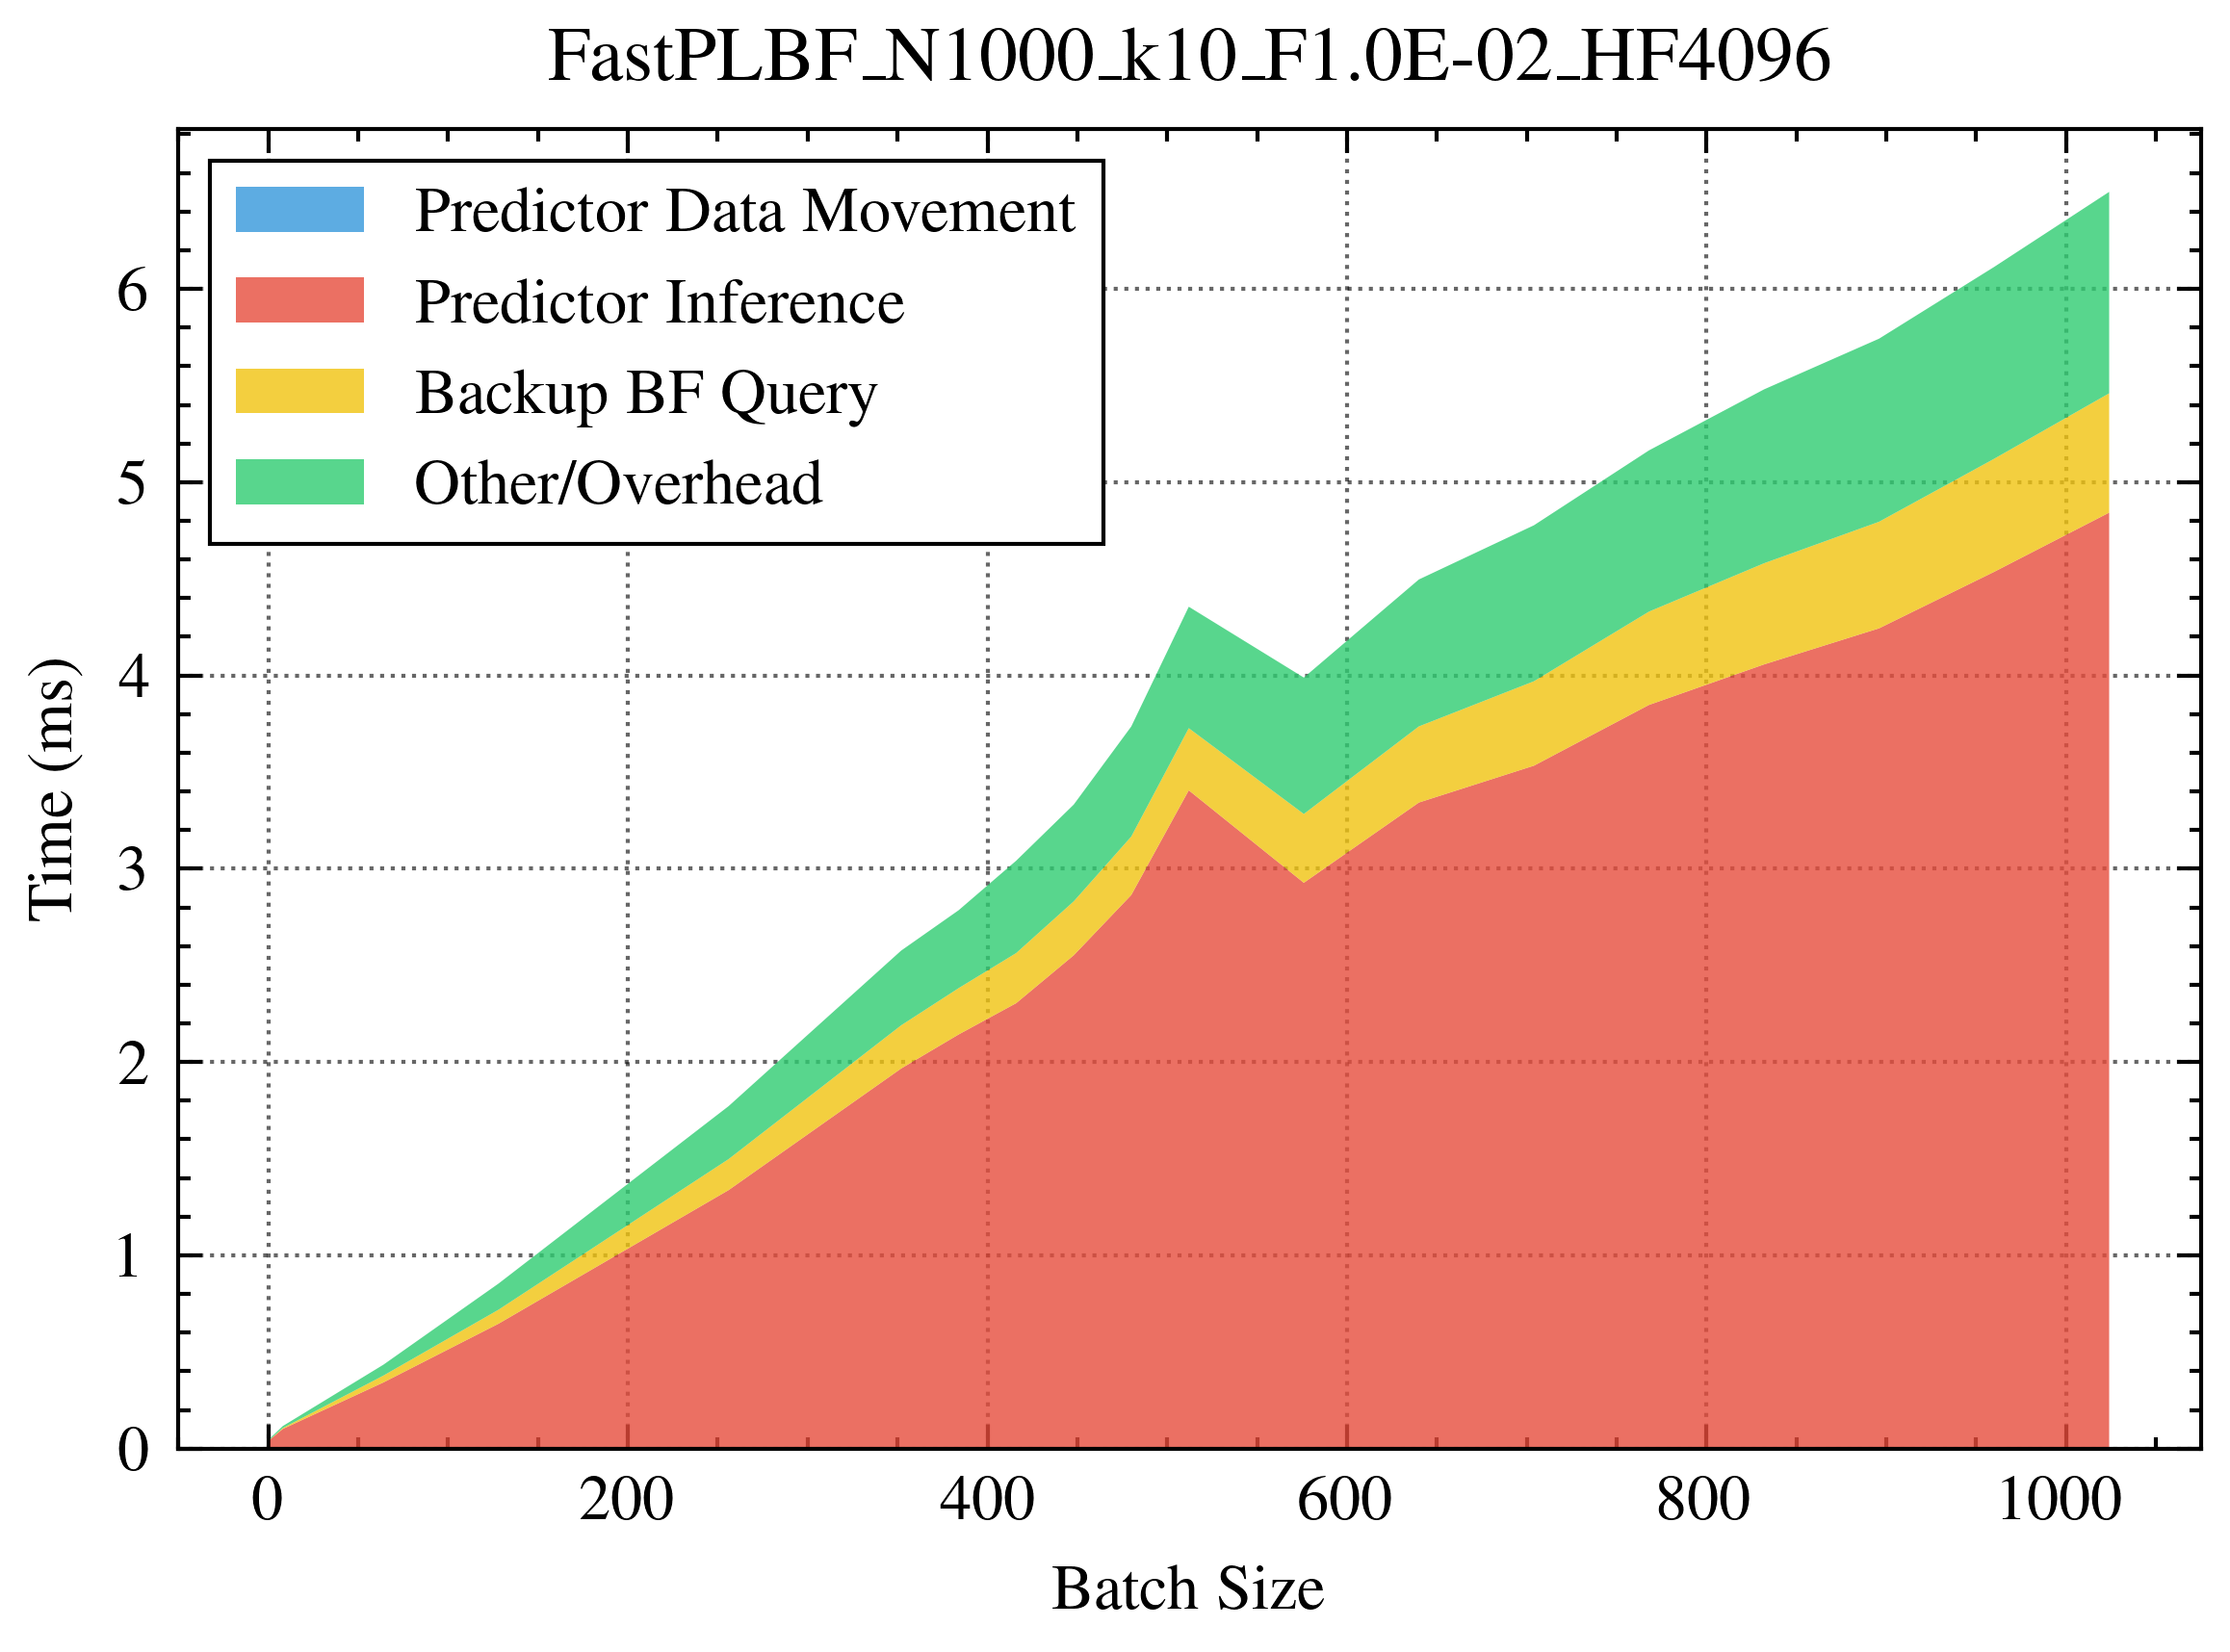 FastPLBF_N1000_k10_F1.0E-02_HF4096
Predictor Data Movement
Predictor Inference
Backup BF Query
Other/Overhead
6
5
4
3
2
1
0
Time (ms)
0 200 400 600 800 1000
Batch Size